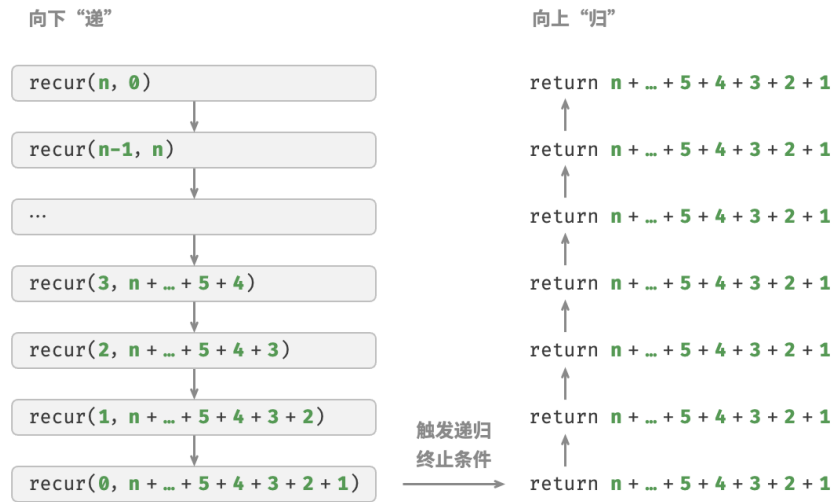 向下“递”
recur(n, 0)
recur(n-1, n)
…
recur(3, n + … + 5 + 4)
recur(2, n + … + 5 + 4 + 3)
recur(1, n + … + 5 + 4 + 3 + 2)
recur(0, n + … + 5 + 4 + 3 + 2 + 1)
触发递归
终止条件
向上“归”
return n + … + 5 + 4 + 3 + 2 + 1
return n + … + 5 + 4 + 3 + 2 + 1
return n + … + 5 + 4 + 3 + 2 + 1
return n + … + 5 + 4 + 3 + 2 + 1
return n + … + 5 + 4 + 3 + 2 + 1
return n + … + 5 + 4 + 3 + 2 + 1
return n + … + 5 + 4 + 3 + 2 + 1